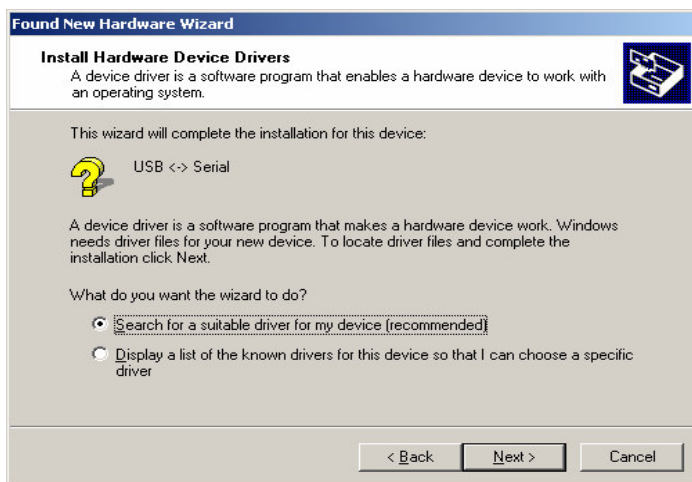 Found New Hardware Wizard
Install Hardware Device Drivers
A device driver is a software program that enables a hardware device to work with
an operating system.
This wizard will complete the installation for this device:
USB <-> Serial
A device driver is a software program that makes a hardware device work. Windows
needs driver files for your new device. To locate driver files and complete the
installation click Next.
What do you want the wizard to do?
Search for a suitable driver for my device (recommended)
Display a list of the known drivers for this device so that I can choose a specific
driver
< Back Next > Cancel